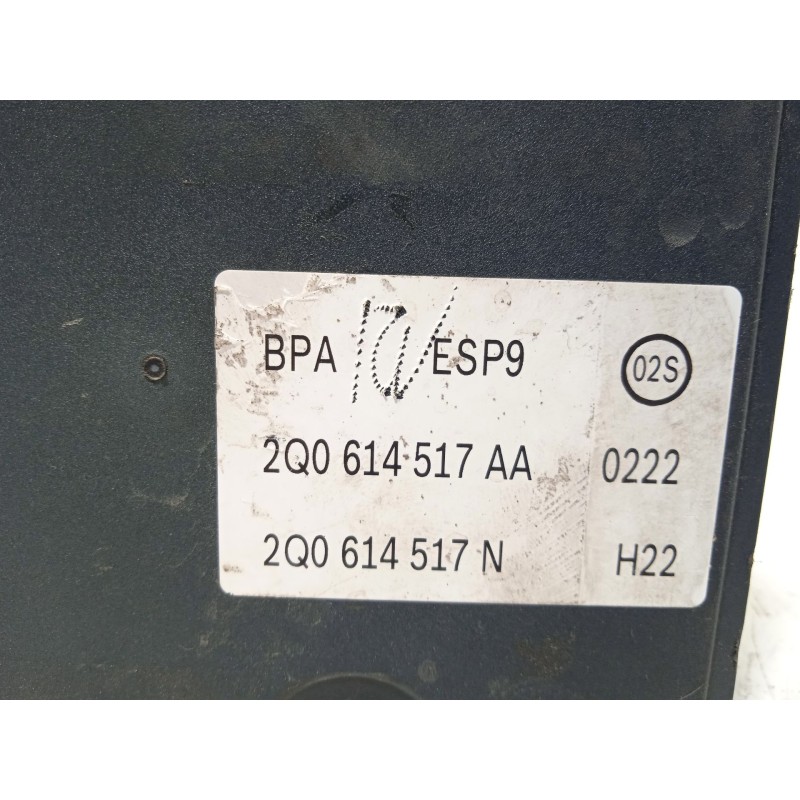 BPA ESP9 02S
2Q0 614 517 AA 0222
2Q0 614 517 N H22